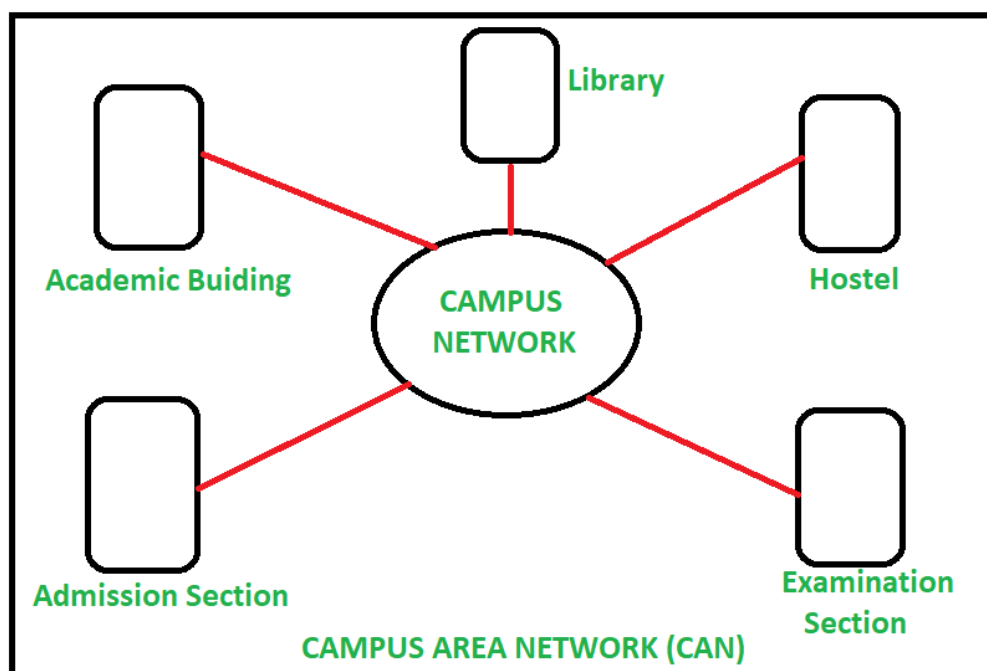 Library
Academic Buiding
Hostel
CAMPUS
NETWORK
Admission Section
Examination
Section
CAMPUS AREA NETWORK (CAN)